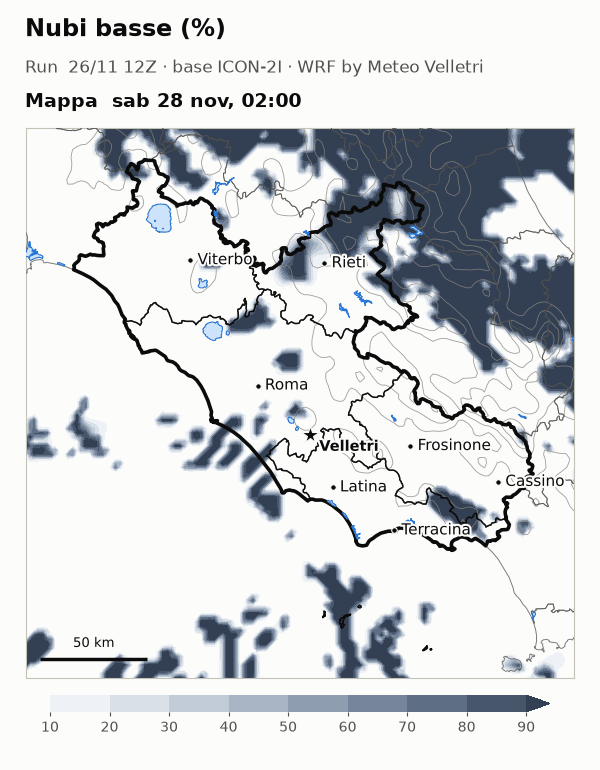 Nubi basse (%)
Run 26/11 12Z · base ICON-2I · WRF by Meteo Velletri
Mappa sab 28 nov, 02:00
Viterbo
Rieti
Roma
Velletri
Frosinone
Cassino
Latina
Terracina
50 km
10 20 30 40 50 60 70 80 90